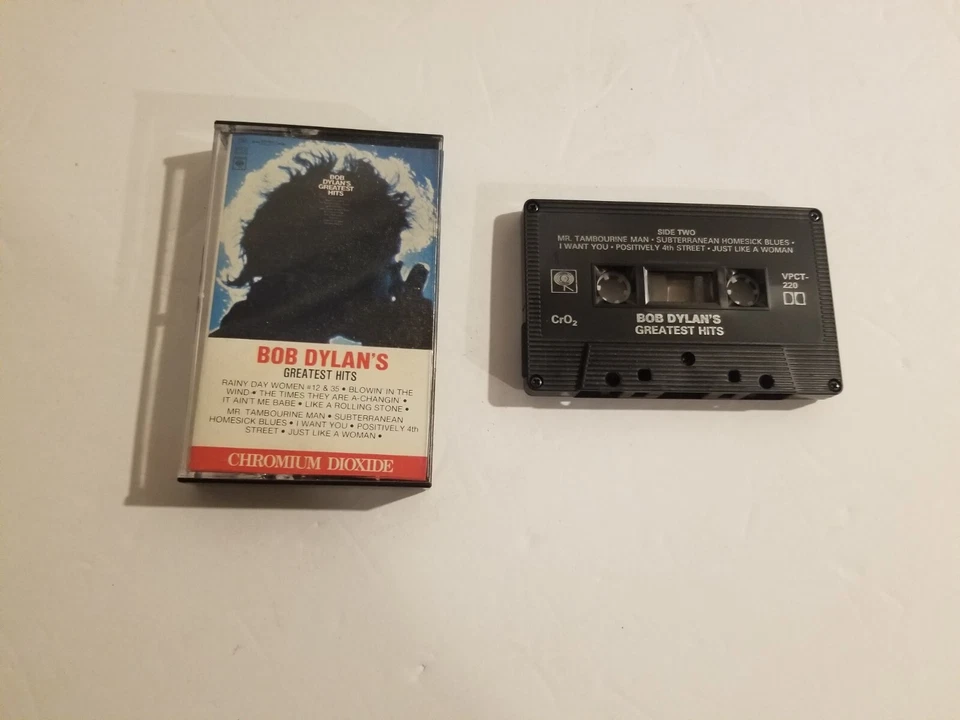 BOB
DYLAN'S
GREATEST
HITS
BOB DYLAN'S
GREATEST HITS
RAINY DAY WOMEN #12 & 35 • BLOWIN' IN THE
WIND • THE TIMES THEY ARE A-CHANGIN •
IT AIN'T ME BABE • LIKE A ROLLING STONE •
MR. TAMBOURINE MAN • SUBTERRANEAN
HOMESICK BLUES • I WANT YOU • POSITIVELY 4th
STREET • JUST LIKE A WOMAN •
CHROMIUM DIOXIDE
SIDE TWO
MR. TAMBOURINE MAN • SUBTERRANEAN HOMESICK BLUES •
I WANT YOU • POSITIVELY 4th STREET • JUST LIKE A WOMAN
VPCT-
220
CrO₂
BOB DYLAN'S
GREATEST HITS